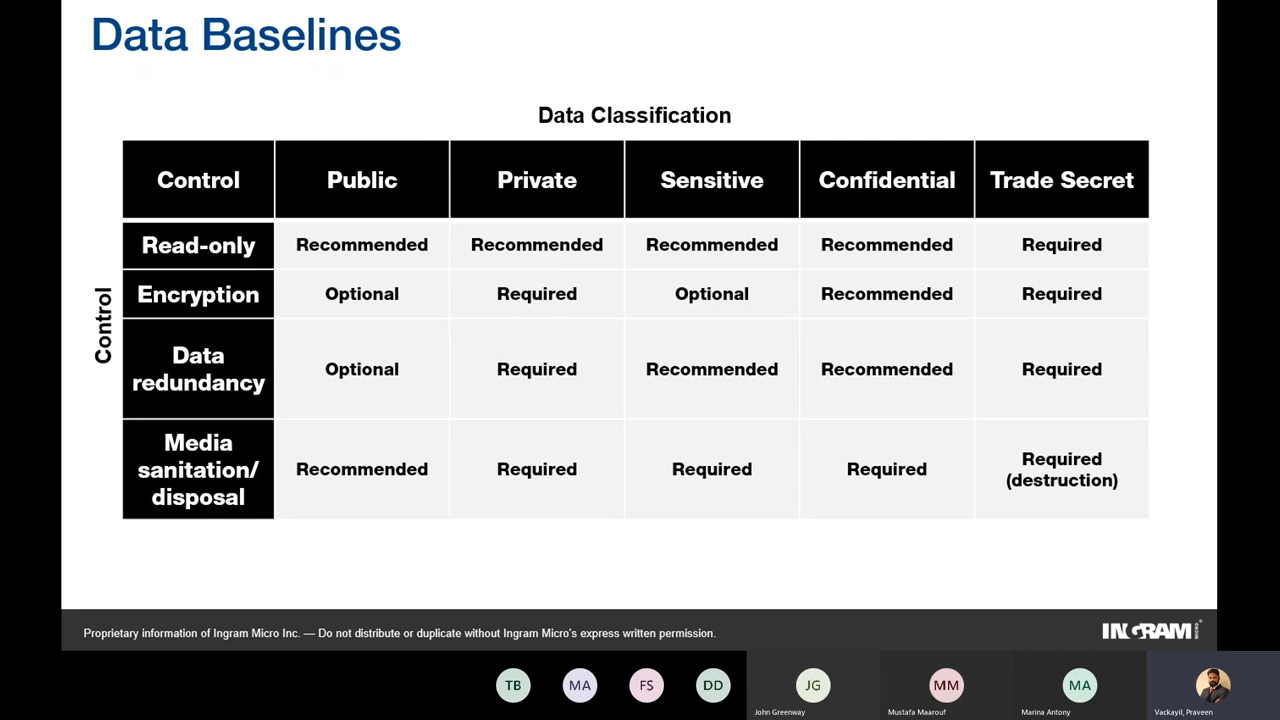 Data Baselines
Data Classification
Control Public Private Sensitive Confidential Trade Secret
Control
Read-only Recommended Recommended Recommended Recommended Required
Encryption Optional Required Optional Recommended Required
Data
redundancy Optional Required Recommended Recommended Required
Media
sanitation/
disposal Recommended Required Required Required Required
(destruction)
Proprietary information of Ingram Micro Inc. — Do not distribute or duplicate without Ingram Micro's express written permission.
INGRAM MICRO
TB MA FS DD JG MM MA
John Greenway Mustafa Maarouf Marina Antony Vackayil, Praveen